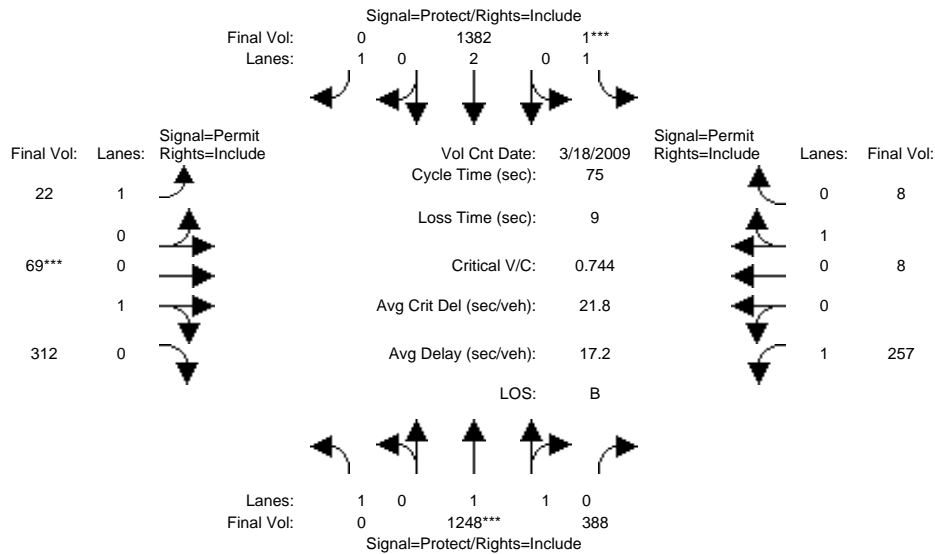 Signal=Protect/Rights=Include
Final Vol: 0 1382 1***
Lanes: 1 0 2 0 1
Signal=Permit Signal=Permit
Final Vol: Lanes: Rights=Include Vol Cnt Date: 3/18/2009 Rights=Include Lanes: Final Vol:
Cycle Time (sec): 75
22 1 0 8
Loss Time (sec): 9
0 1
69*** 0 Critical V/C: 0.744 0 8
1 Avg Crit Del (sec/veh): 21.8 0
312 0 Avg Delay (sec/veh): 17.2 1 257
LOS: B
Lanes: 1 0 1 1 0
Final Vol: 0 1248*** 388
Signal=Protect/Rights=Include